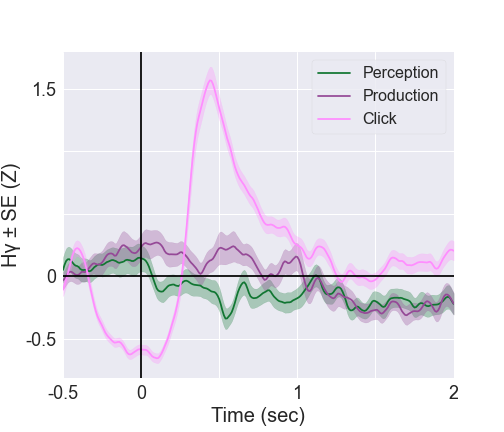 Perception
Production
Click
1.5
0
-0.5
Hγ ± SE (Z)
-0.5
0
1
2
Time (sec)